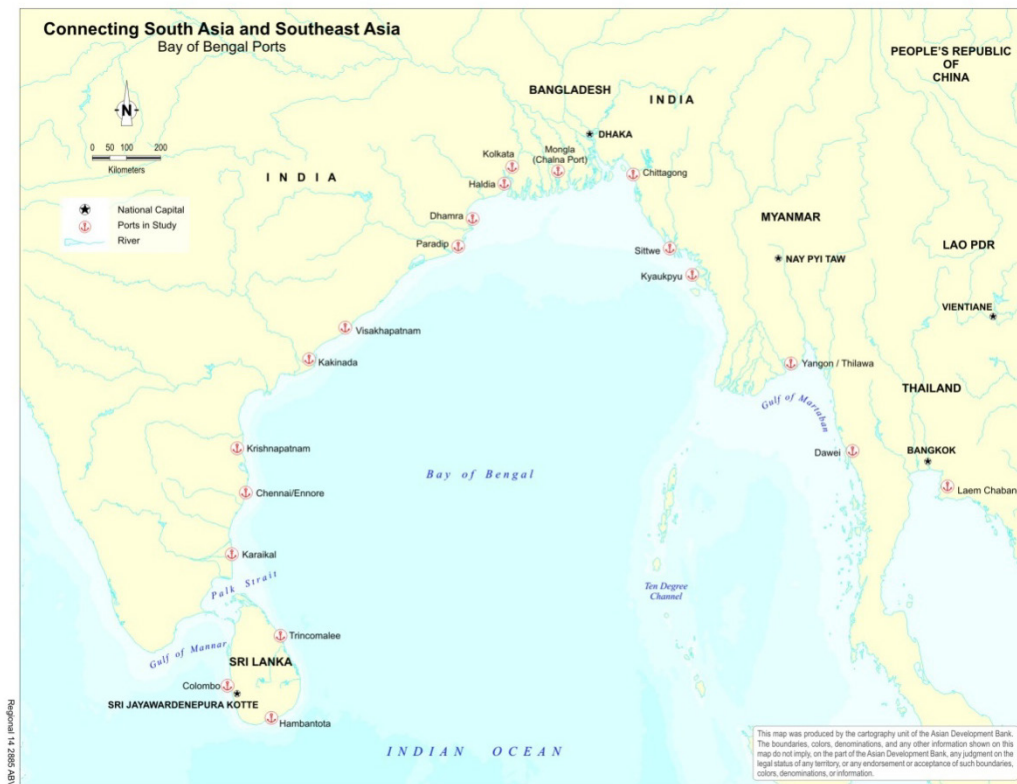 Connecting South Asia and Southeast Asia
Bay of Bengal Ports
N
0 50 100 200
Kilometers
National Capital
Ports in Study
River
PEOPLE'S REPUBLIC
OF
CHINA
BANGLADESH
INDIA
DHAKA
Kolkata
Mongla
(Chalna Port)
Chittagong
INDIA
Haldia
Dhamra
Paradip
MYANMAR
Sittwe
NAY PYI TAW
LAO PDR
Kyaukpyu
VIENTIANE
Visakhapatnam
Kakinada
Yangon / Thilawa
THAILAND
Gulf of Martaban
Krishnapatnam
Dawei
BANGKOK
Bay of Bengal
Laem Chaban
Chennai/Ennore
Karaikal
Palk Strait
Ten Degree
Channel
Trincomalee
Gulf of Mannar
SRI LANKA
Colombo
SRI JAYAWARDENEPURA KOTTE
Hambantota
INDIAN OCEAN
This map was produced by the cartography unit of the Asian Development Bank.
The boundaries, colors, denominations, and any other information shown on this
map do not imply, on the part of the Asian Development Bank, any judgment on the
legal status of any territory, or any endorsement or acceptance of such boundaries,
colors, denominations, or information.
Regional 14 2885 ABV